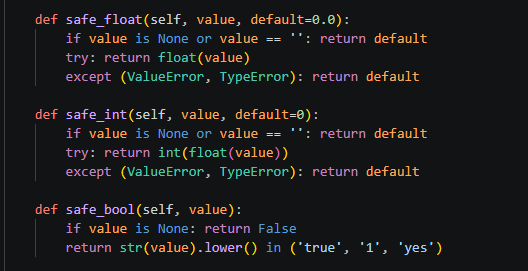 def safe_float(self, value, default=0.0):
    if value is None or value == '': return default
    try: return float(value)
    except (ValueError, TypeError): return default

def safe_int(self, value, default=0):
    if value is None or value == '': return default
    try: return int(float(value))
    except (ValueError, TypeError): return default

def safe_bool(self, value):
    if value is None: return False
    return str(value).lower() in ('true', '1', 'yes')